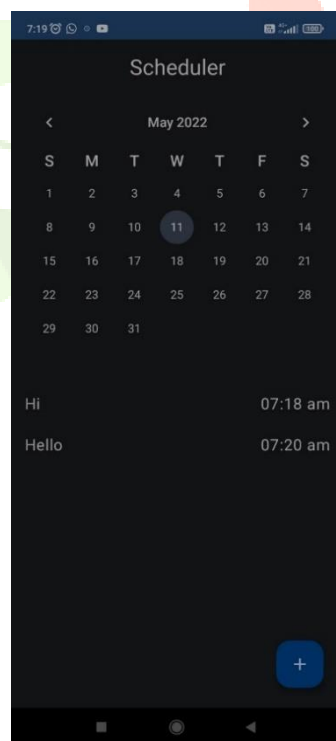 7:19
Scheduler
< May 2022 >
S M T W T F S
1 2 3 4 5 6 7
8 9 10 11 12 13 14
15 16 17 18 19 20 21
22 23 24 25 26 27 28
29 30 31
Hi 07:18 am
Hello 07:20 am
+